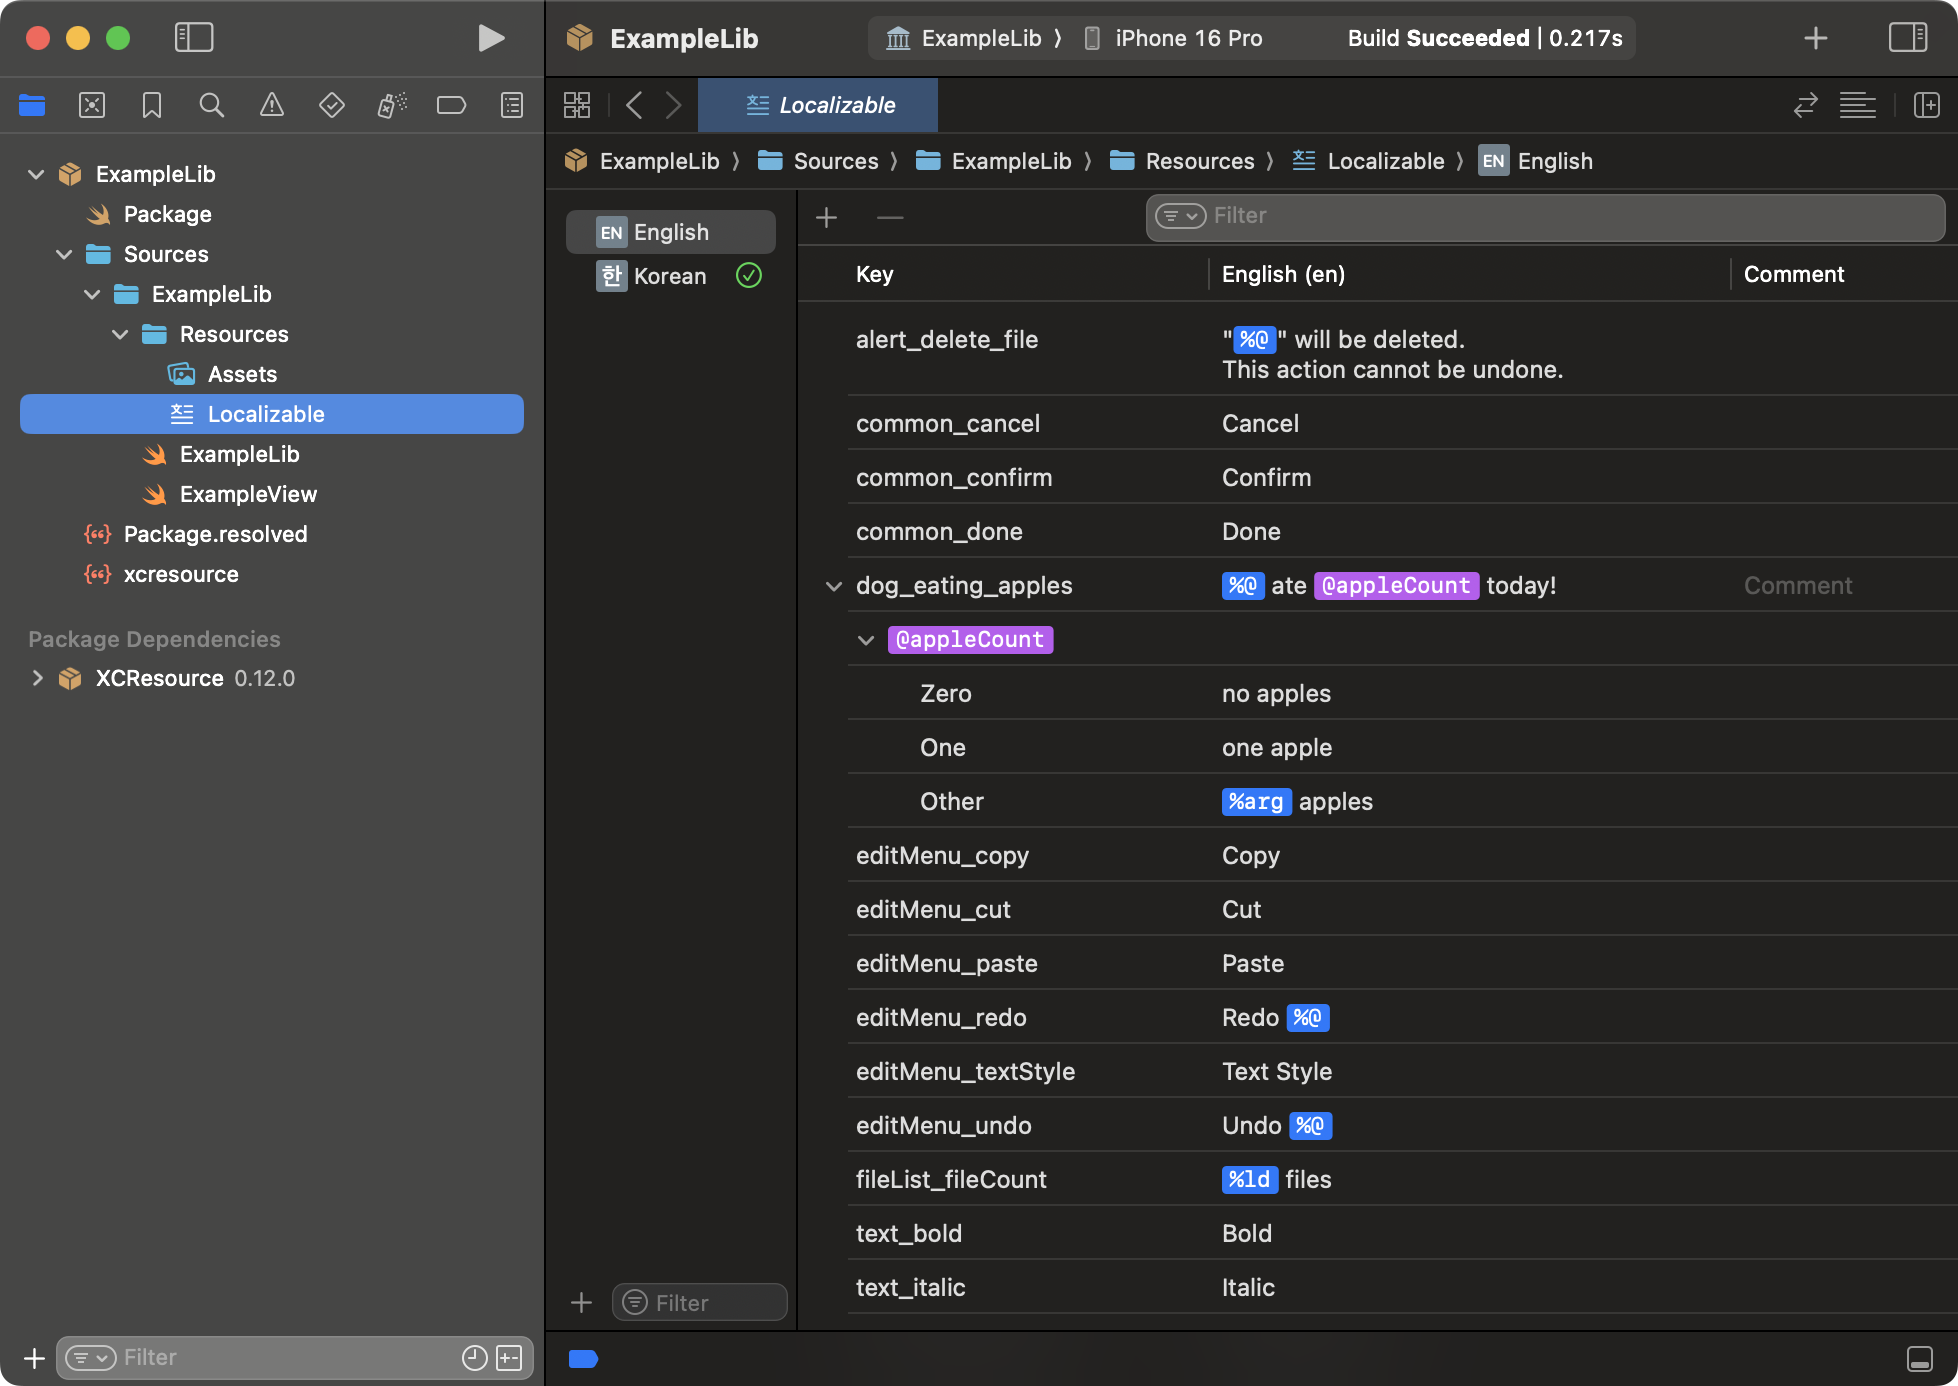 ExampleLib
ExampleLib ⟩ iPhone 16 Pro
Build Succeeded | 0.217s
Localizable
ExampleLib ⟩ Sources ⟩ ExampleLib ⟩ Resources ⟩ Localizable ⟩ EN English
ExampleLib
Package
Sources
ExampleLib
Resources
Assets
Localizable
ExampleLib
ExampleView
Package.resolved
xcresource
Package Dependencies
XCResource 0.12.0
Filter
EN English
한 Korean
Filter
Filter
Key English (en) Comment
alert_delete_file "%@" will be deleted.
This action cannot be undone.
common_cancel Cancel
common_confirm Confirm
common_done Done
dog_eating_apples %@ ate @appleCount today! Comment
@appleCount
Zero no apples
One one apple
Other %arg apples
editMenu_copy Copy
editMenu_cut Cut
editMenu_paste Paste
editMenu_redo Redo %@
editMenu_textStyle Text Style
editMenu_undo Undo %@
fileList_fileCount %ld files
text_bold Bold
text_italic Italic